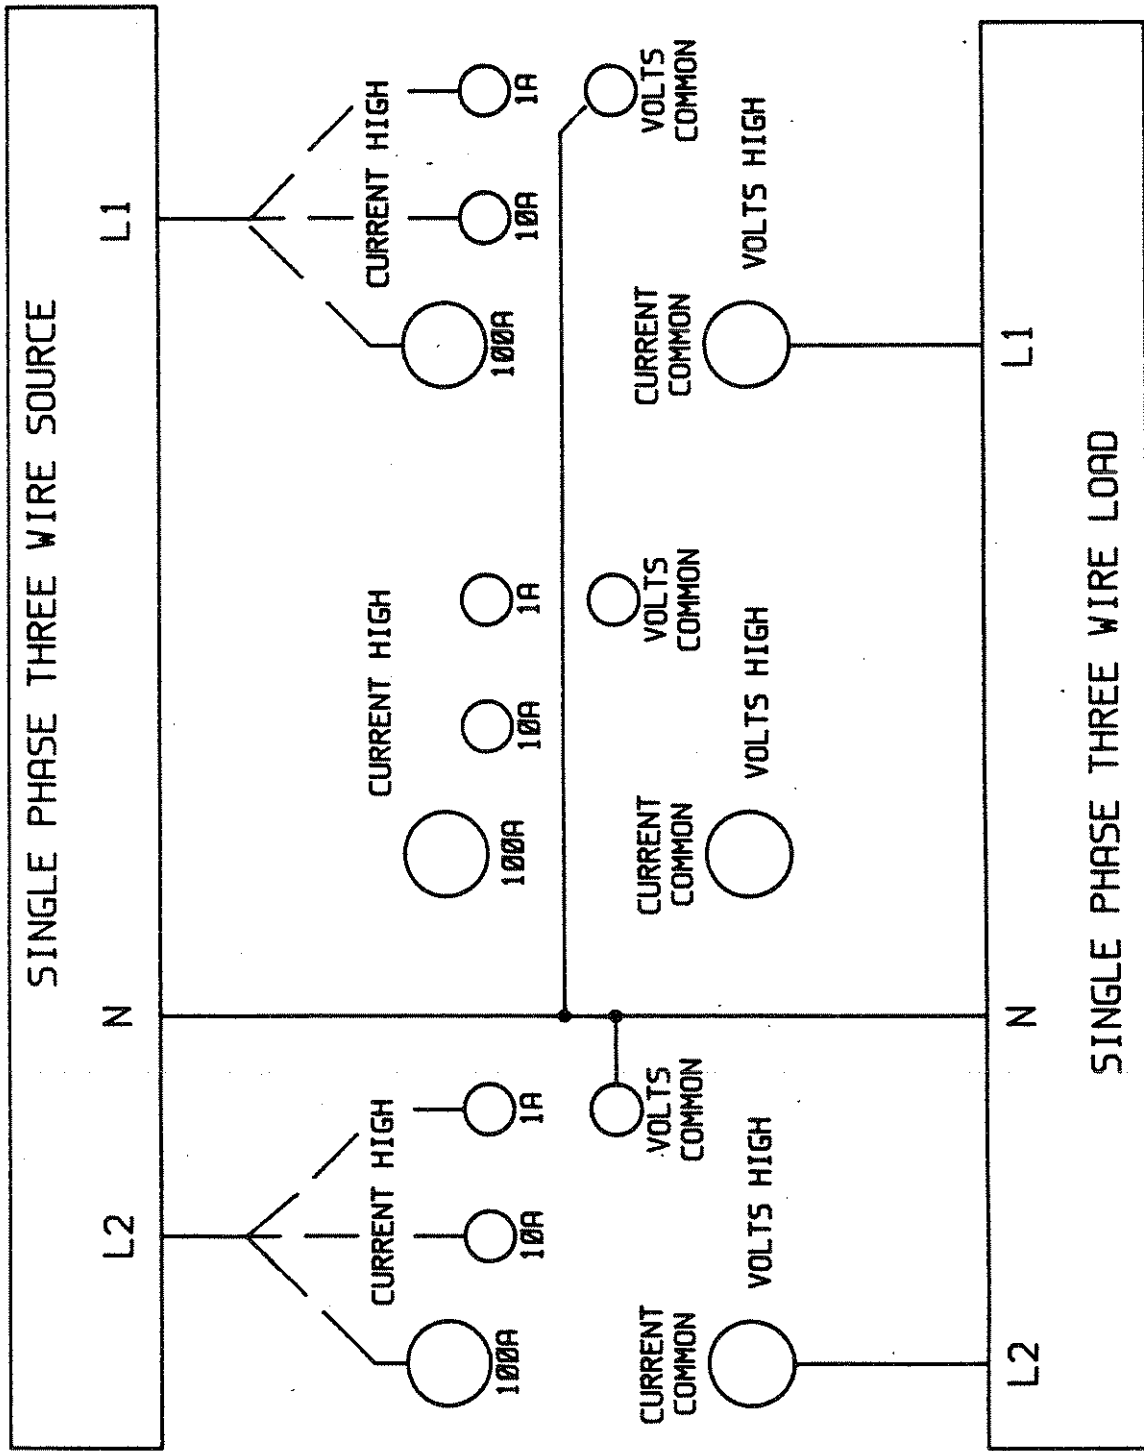 SINGLE PHASE THREE WIRE SOURCE
L2
N
L1
CURRENT HIGH
CURRENT HIGH
CURRENT HIGH
100A
10A
1A
100A
10A
1A
100A
10A
1A
CURRENT
COMMON
VOLTS
COMMON
CURRENT
COMMON
VOLTS
COMMON
CURRENT
COMMON
VOLTS
COMMON
VOLTS HIGH
VOLTS HIGH
VOLTS HIGH
L2
N
L1
SINGLE PHASE THREE WIRE LOAD